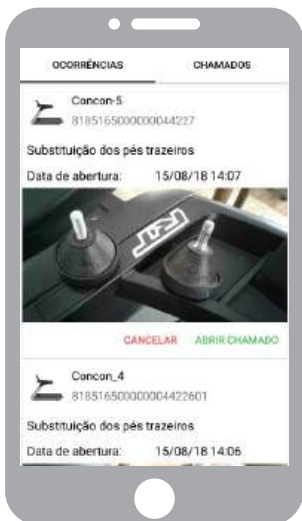 OCORRÊNCIAS
CHAMADOS
Concon-5
8185165000000044227
Substituição dos pés trazeiros
Data de abertura: 15/08/18 14:07
CANCELAR ABRIR CHAMADO
Concon_4
818516500000004422601
Substituição dos pés trazeiros
Data de abertura: 15/08/18 14:06